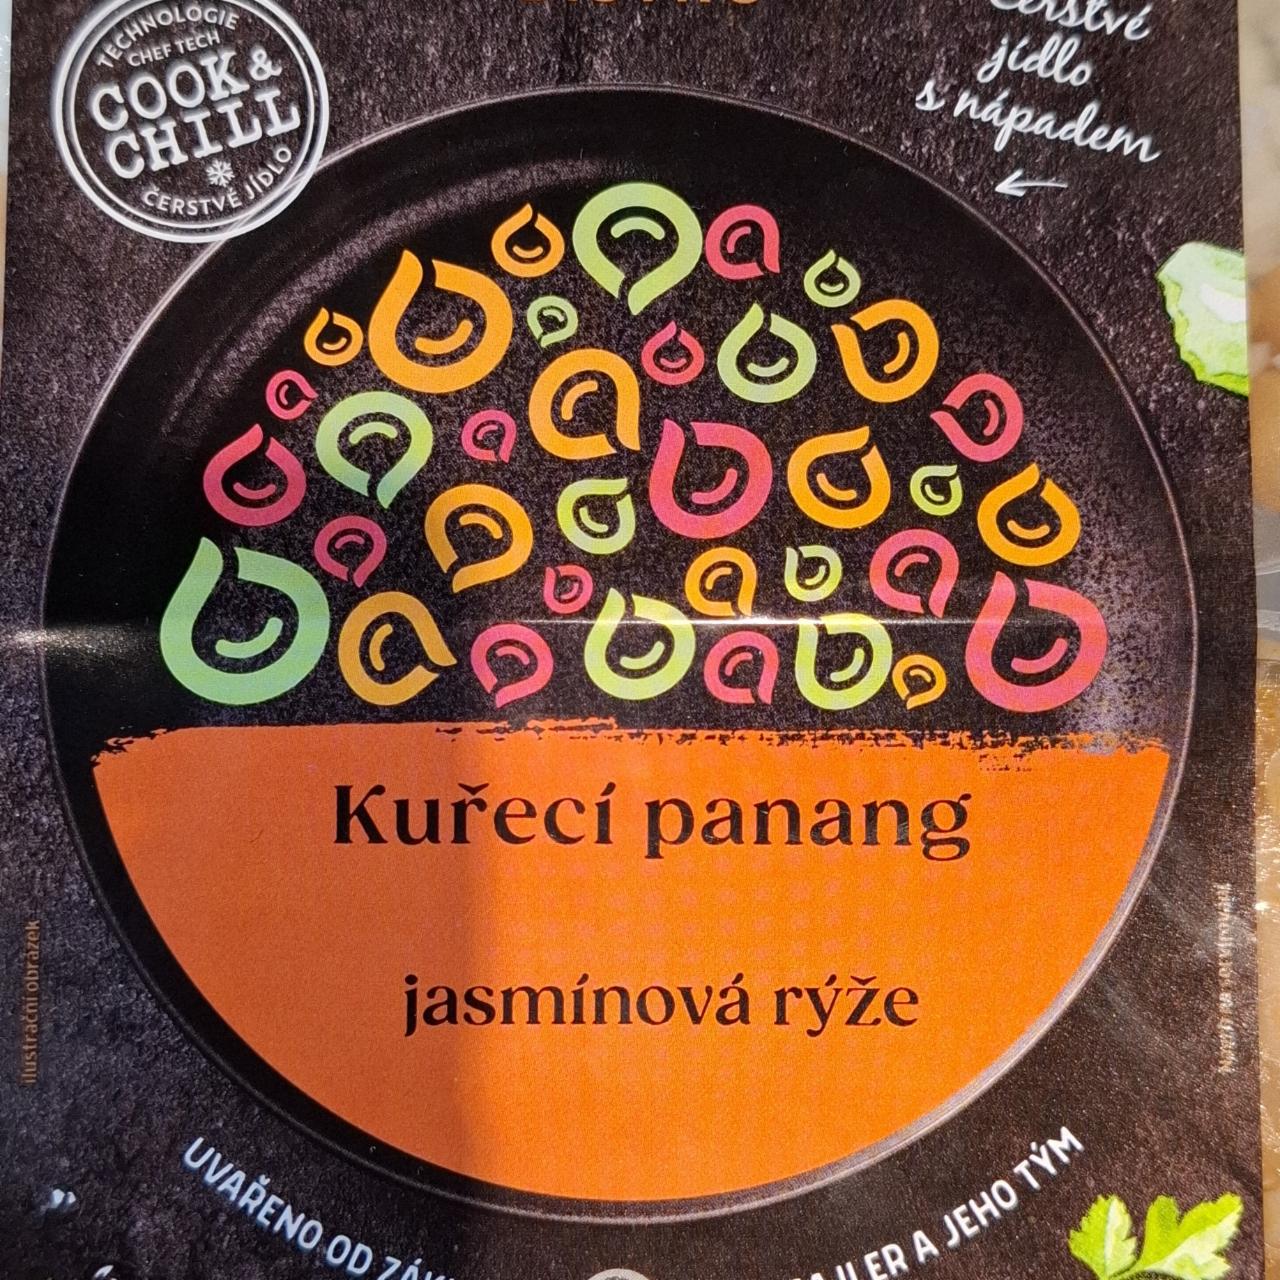 TECHNOLOGIE
CHEF TECH
COOK &
CHILL
ČERSTVÉ JÍDLO
čerstvé
jídlo
s nápadem
Kuřecí panang
jasmínová rýže
ilustrační obrázek
UVAŘENO OD
A JEHO TÝM